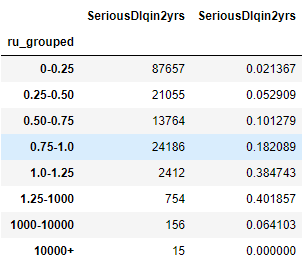 SeriousDlqin2yrs SeriousDlqin2yrs
ru_grouped
0-0.25 87657 0.021367
0.25-0.50 21055 0.052909
0.50-0.75 13764 0.101279
0.75-1.0 24186 0.182089
1.0-1.25 2412 0.384743
1.25-1000 754 0.401857
1000-10000 156 0.064103
10000+ 15 0.000000